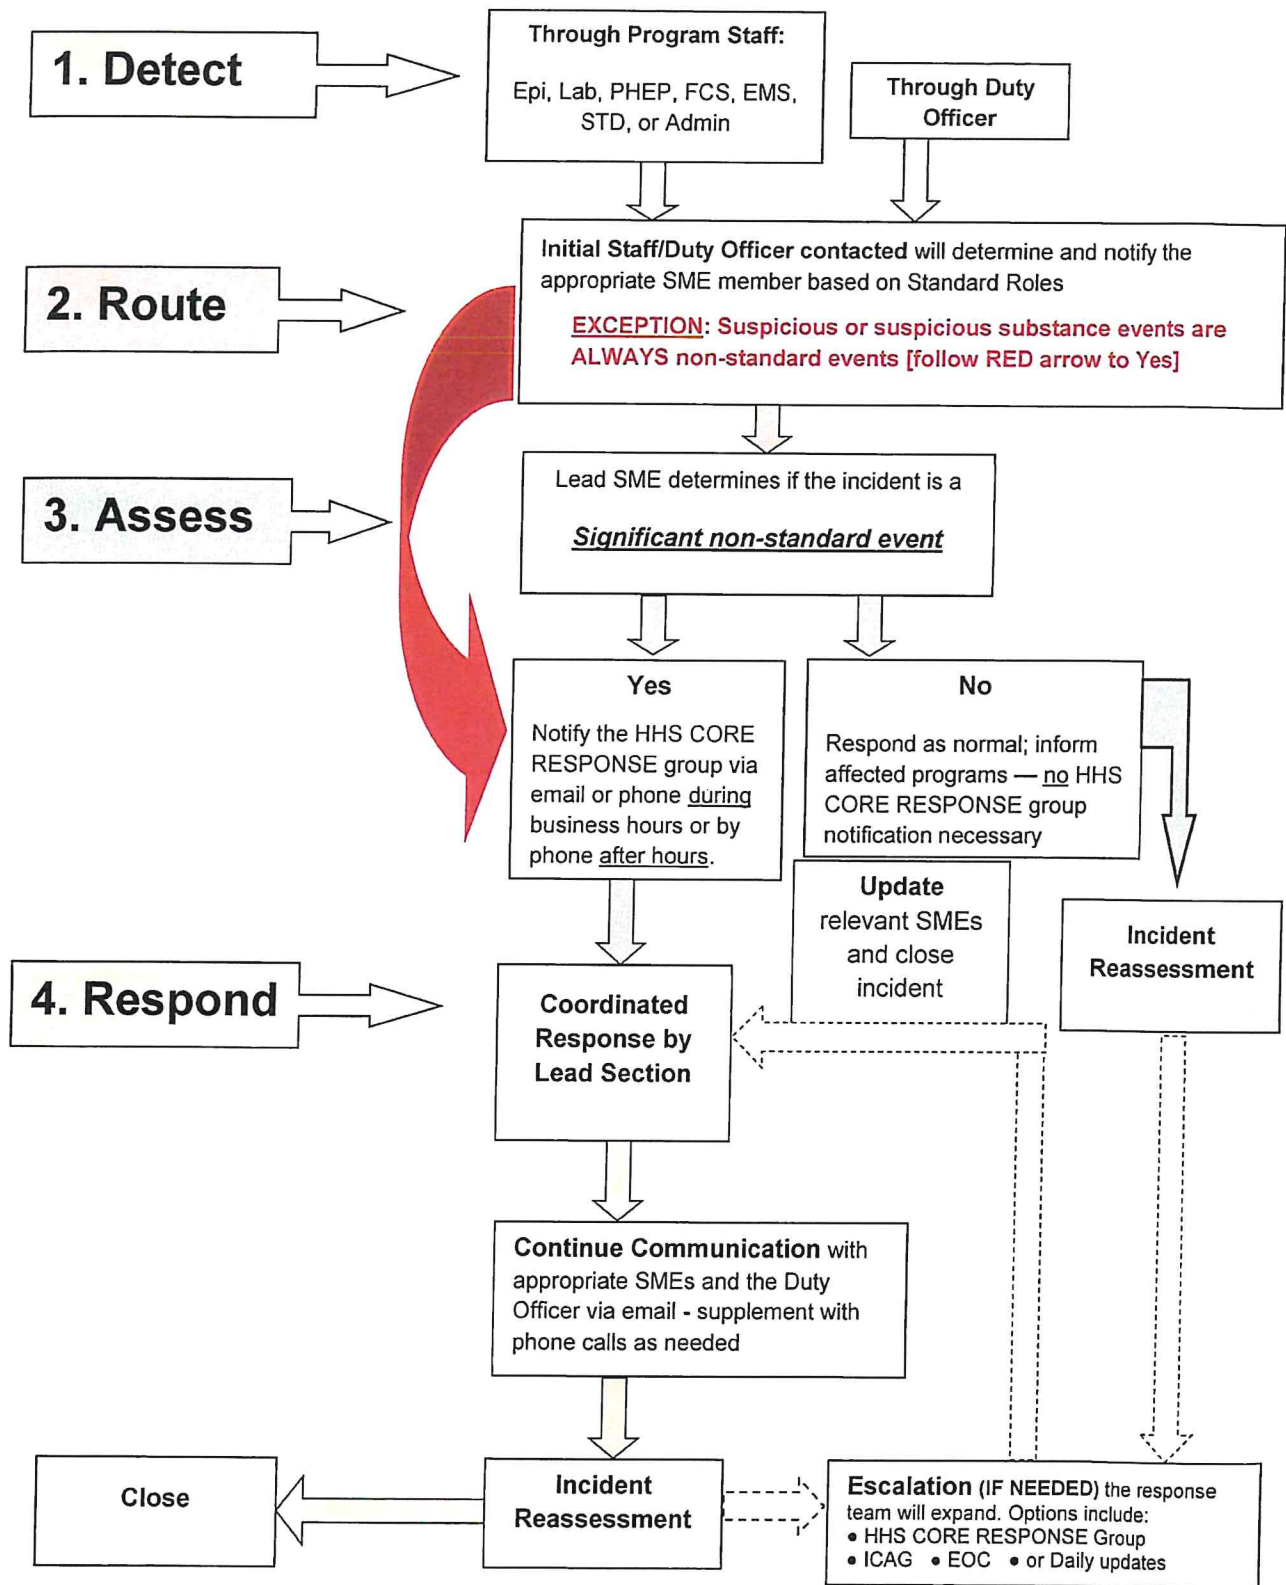 1. Detect
Through Program Staff:
Epi, Lab, PHEP, FCS, EMS,
STD, or Admin
Through Duty
Officer
2. Route
Initial Staff/Duty Officer contacted will determine and notify the
appropriate SME member based on Standard Roles
EXCEPTION: Suspicious or suspicious substance events are
ALWAYS non-standard events [follow RED arrow to Yes]
3. Assess
Lead SME determines if the incident is a
Significant non-standard event
Yes
Notify the HHS CORE
RESPONSE group via
email or phone during
business hours or by
phone after hours.
No
Respond as normal; inform
affected programs — no HHS
CORE RESPONSE group
notification necessary
Update
relevant SMEs
and close
incident
Incident
Reassessment
4. Respond
Coordinated
Response by
Lead Section
Continue Communication with
appropriate SMEs and the Duty
Officer via email - supplement with
phone calls as needed
Close
Incident
Reassessment
Escalation (IF NEEDED) the response
team will expand. Options include:
● HHS CORE RESPONSE Group
● ICAG ● EOC ● or Daily updates